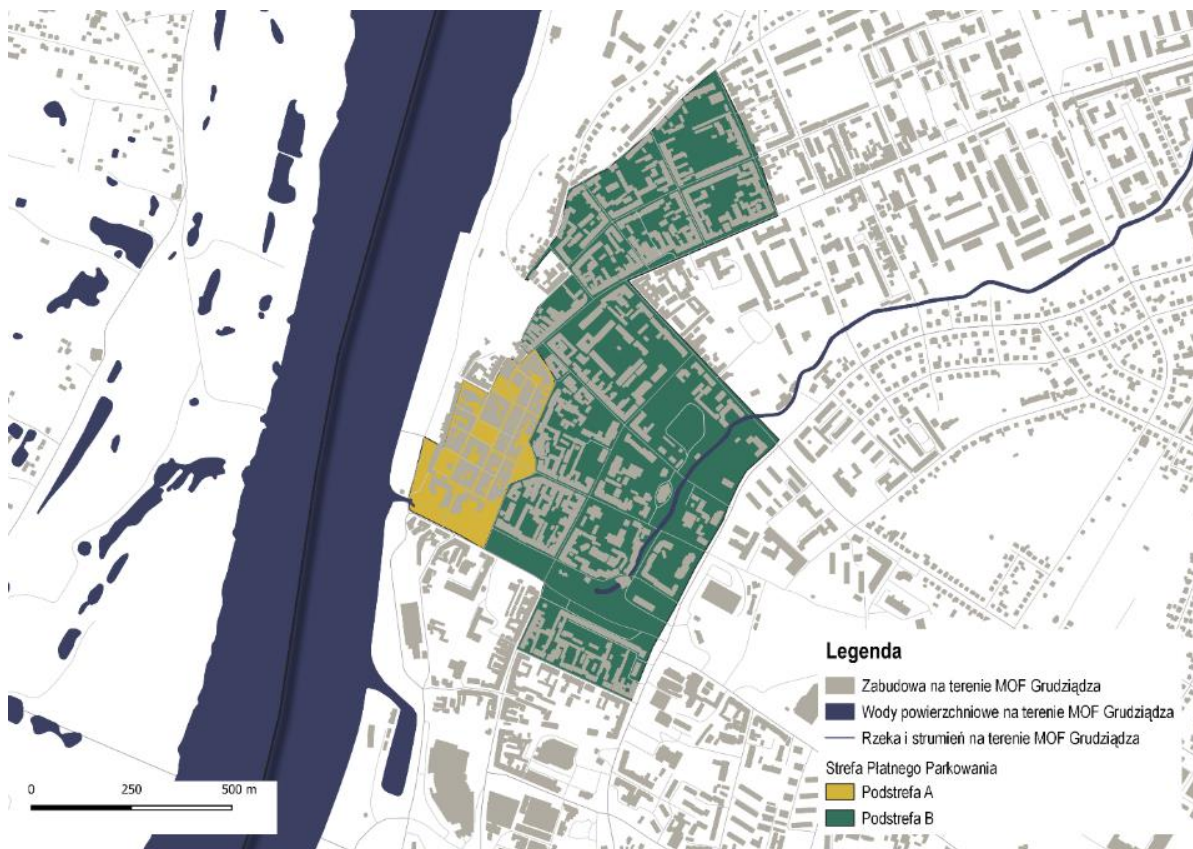 Legenda
Zabudowa na terenie MOF Grudziądza
Wody powierzchniowe na terenie MOF Grudziądza
Rzeka i strumień na terenie MOF Grudziądza
Strefa Płatnego Parkowania
Podstrefa A
Podstrefa B
0 250 500 m